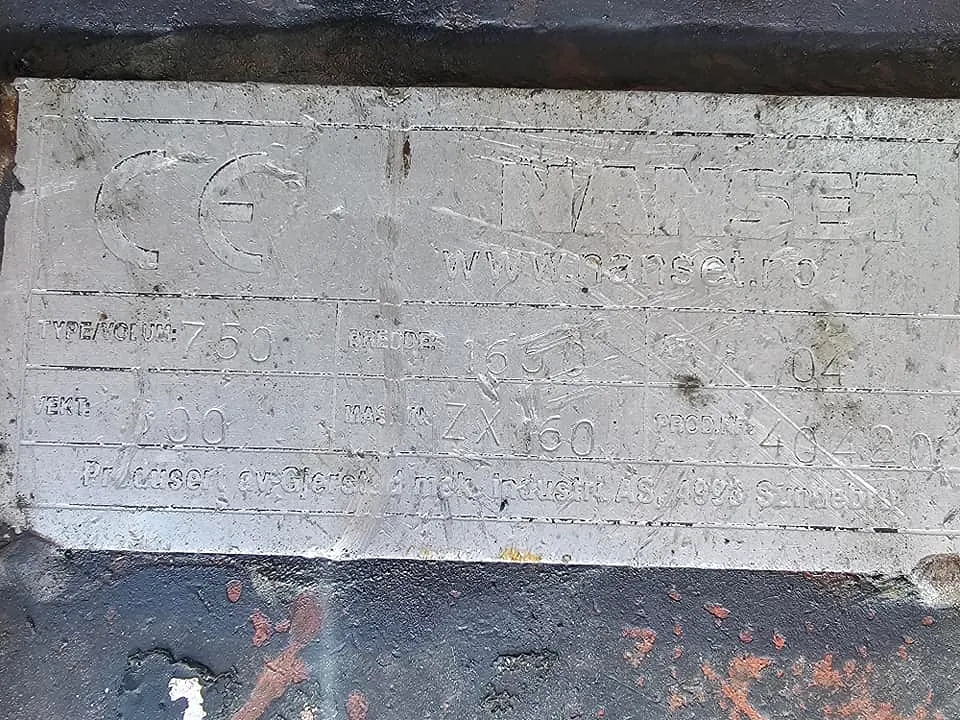 CE NANSET
www.nanset.no
TYPE/VOLUM: 750 BREDDE: 1650 04
VEKT: 400 MASKIN: ZX 160 PROD.NR: 40420
Produsert av Gjerstad mek. Industri AS, 4993 Sundebru